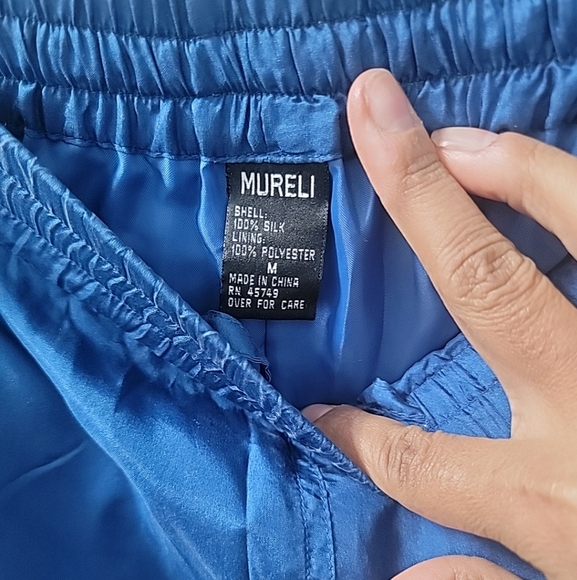 MURELI
SHELL:
100% SILK
LINING:
100% POLYESTER
M
MADE IN CHINA
RN 45749
OVER FOR CARE